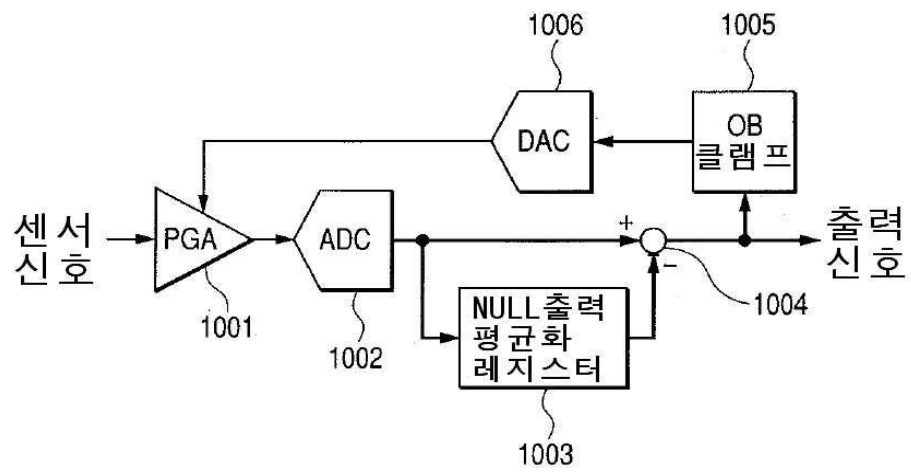 1006
1005
DAC
OB
클램프
센서
신호
PGA
ADC
+
-
출력
신호
1001
1002
1004
NULL출력
평균화
레지스터
1003